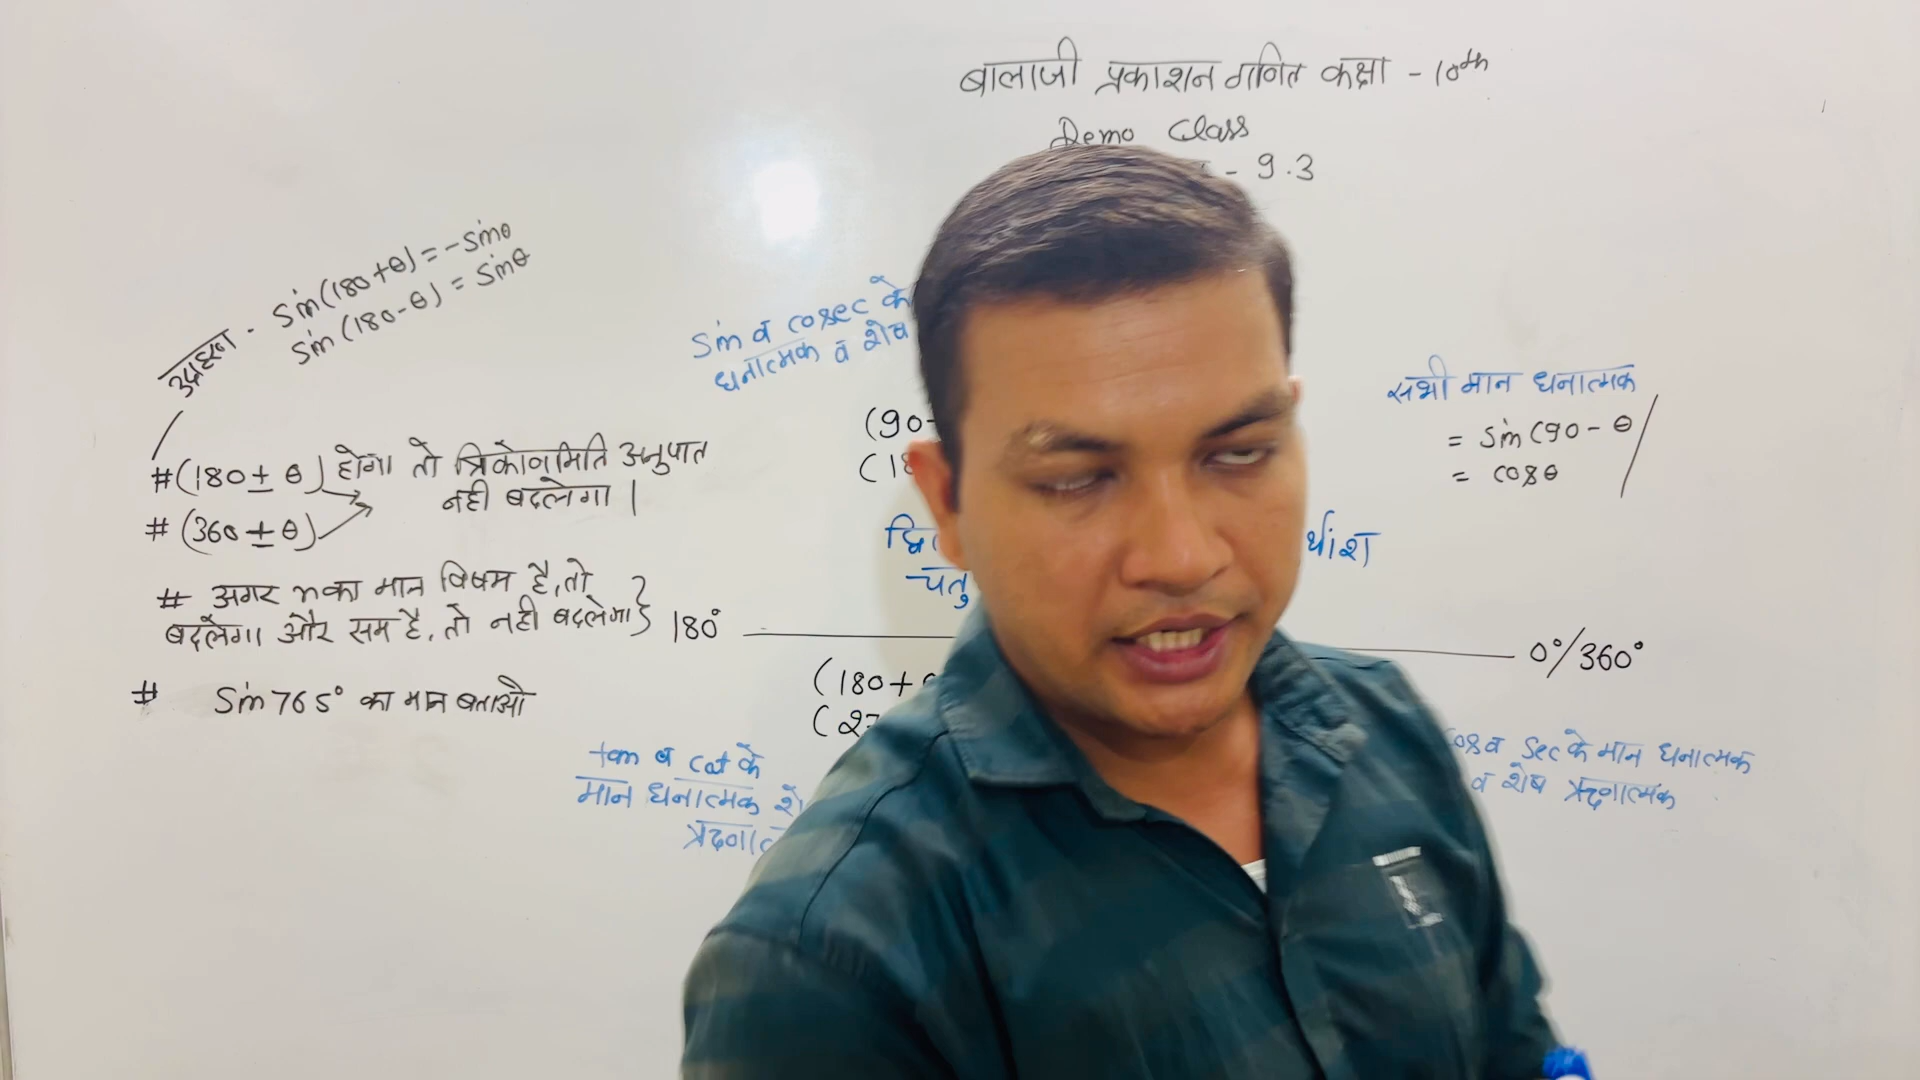 बालाजी प्रकाशन गणित कक्षा - 10th
Demo Class
- 9.3
उदाहरण - sin(180+θ) = -sinθ
sin(180-θ) = sinθ
sin व cosec के
धनात्मक व शेष
सभी मान धनात्मक
= sin(90-θ
= cosθ
(90-
(18
#(180±θ) होगा तो त्रिकोणमिति अनुपात
नही बदलेगा |
#(360±θ)
द्वि
चतु
र्थांश
# अगर n का मान विषम है, तो
बदलेगा और सम है, तो नही बदलेगा}
180°
0°/360°
(180+
(27
# Sin765° का मान बताओ
tan व cot के
मान धनात्मक शे
ऋणात
cos व sec के मान धनात्मक
व शेष ऋणात्मक